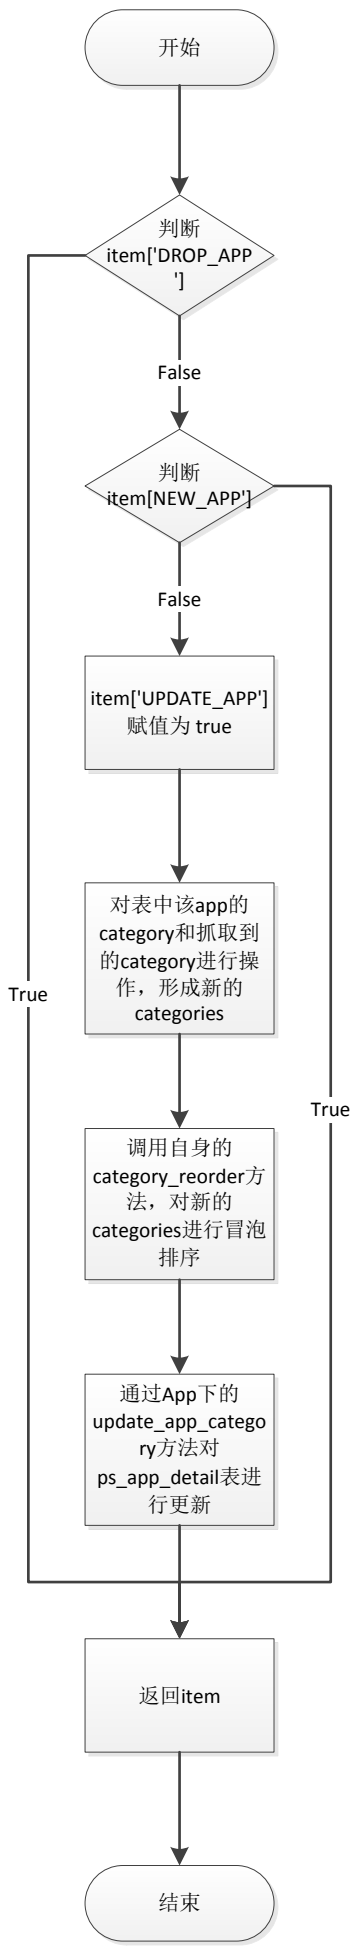 开始
判断
item['DROP_APP
']
False
判断
item[NEW_APP']
False
item['UPDATE_APP']
赋值为 true
对表中该app的
category和抓取到
的category进行操
作，形成新的
categories
True
True
调用自身的
category_reorder方
法，对新的
categories进行冒泡
排序
通过App下的
update_app_catego
ry方法对
ps_app_detail表进
行更新
返回item
结束